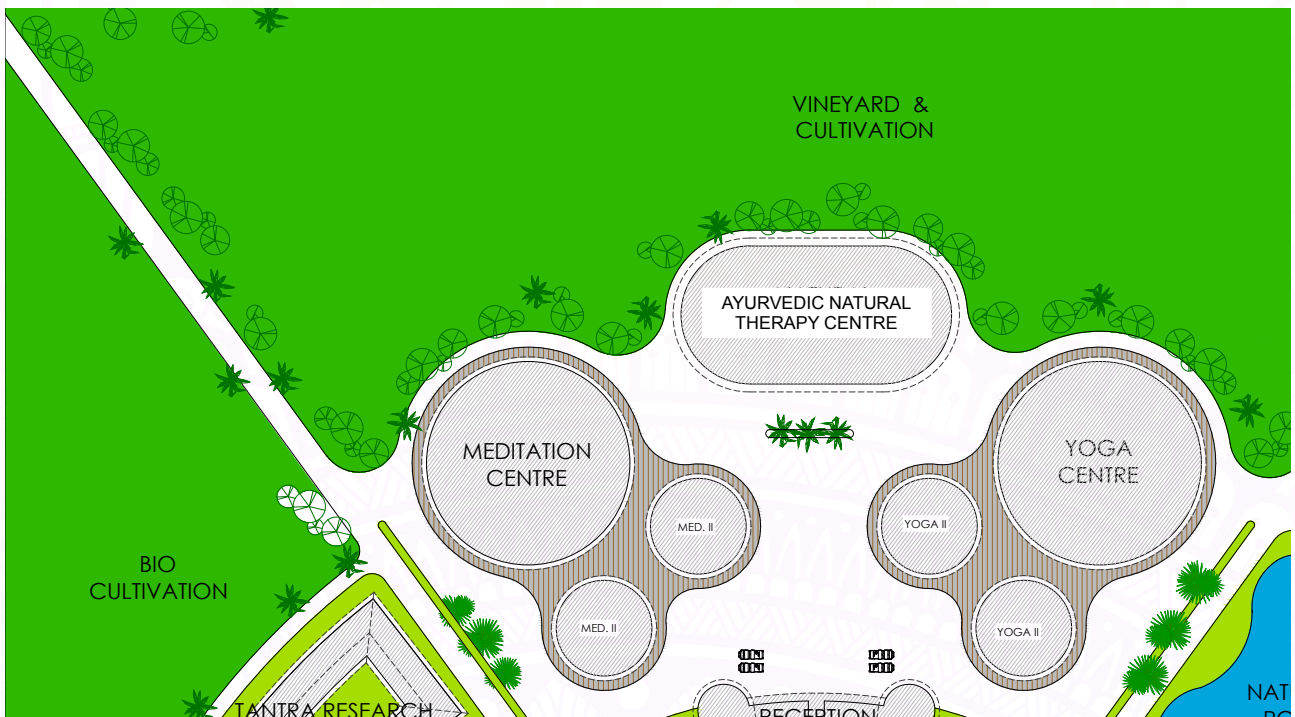 VINEYARD &
CULTIVATION
AYURVEDIC NATURAL
THERAPY CENTRE
MEDITATION
CENTRE
YOGA
CENTRE
MED. II
YOGA II
BIO
CULTIVATION
MED. II
YOGA II
TANTRA RESEARCH
RECEPTION